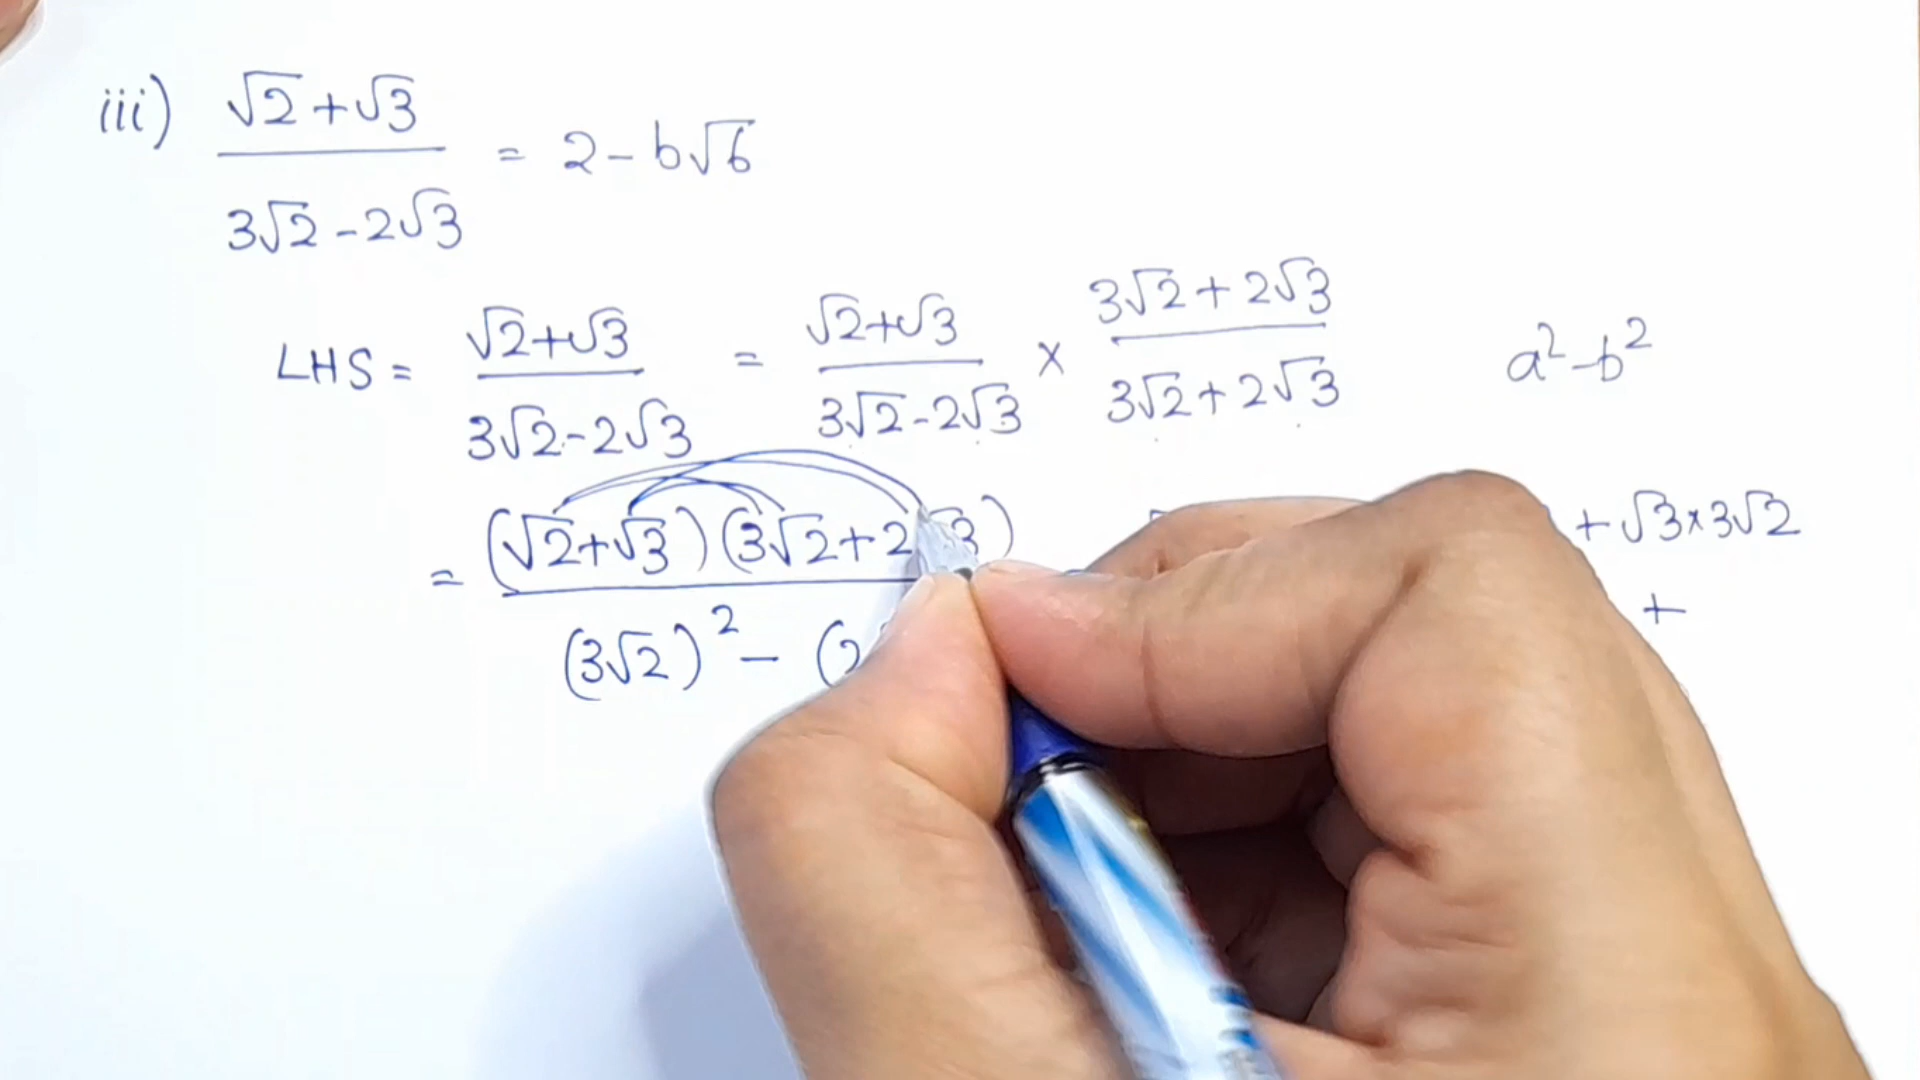 iii) √2+√3 / 3√2-2√3 = 2-b√6
LHS = √2+√3 / 3√2-2√3 = √2+√3 / 3√2-2√3 × 3√2+2√3 / 3√2+2√3 a²-b²
= (√2+√3)(3√2+2√3) / (3√2)² - (2
+√3×3√2
+